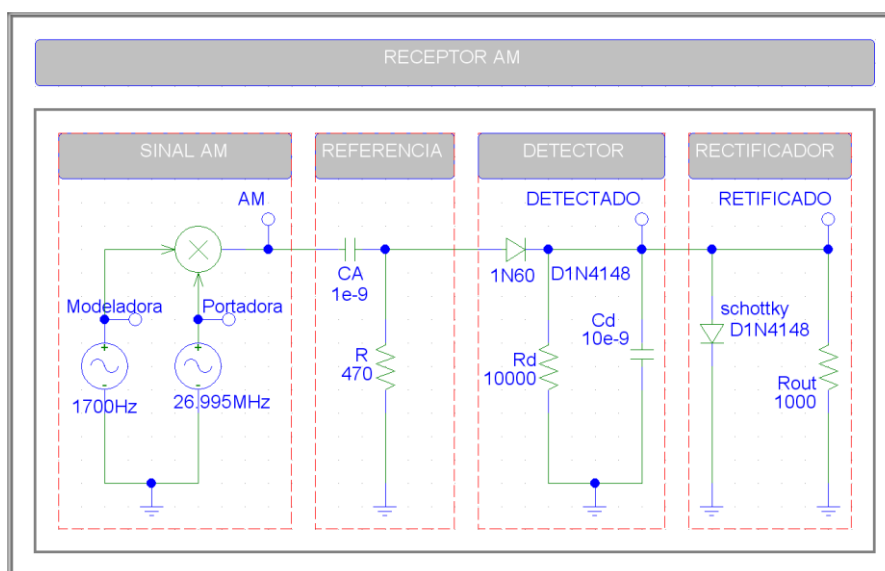 RECEPTOR AM
SINAL AM
REFERENCIA
DETECTOR
RECTIFICADOR
AM
DETECTADO
RETIFICADO
CA
1e-9
1N60
D1N4148
Modeladora
Portadora
schottky
D1N4148
Cd
10e-9
R
470
Rd
10000
Rout
1000
1700Hz
26.995MHz